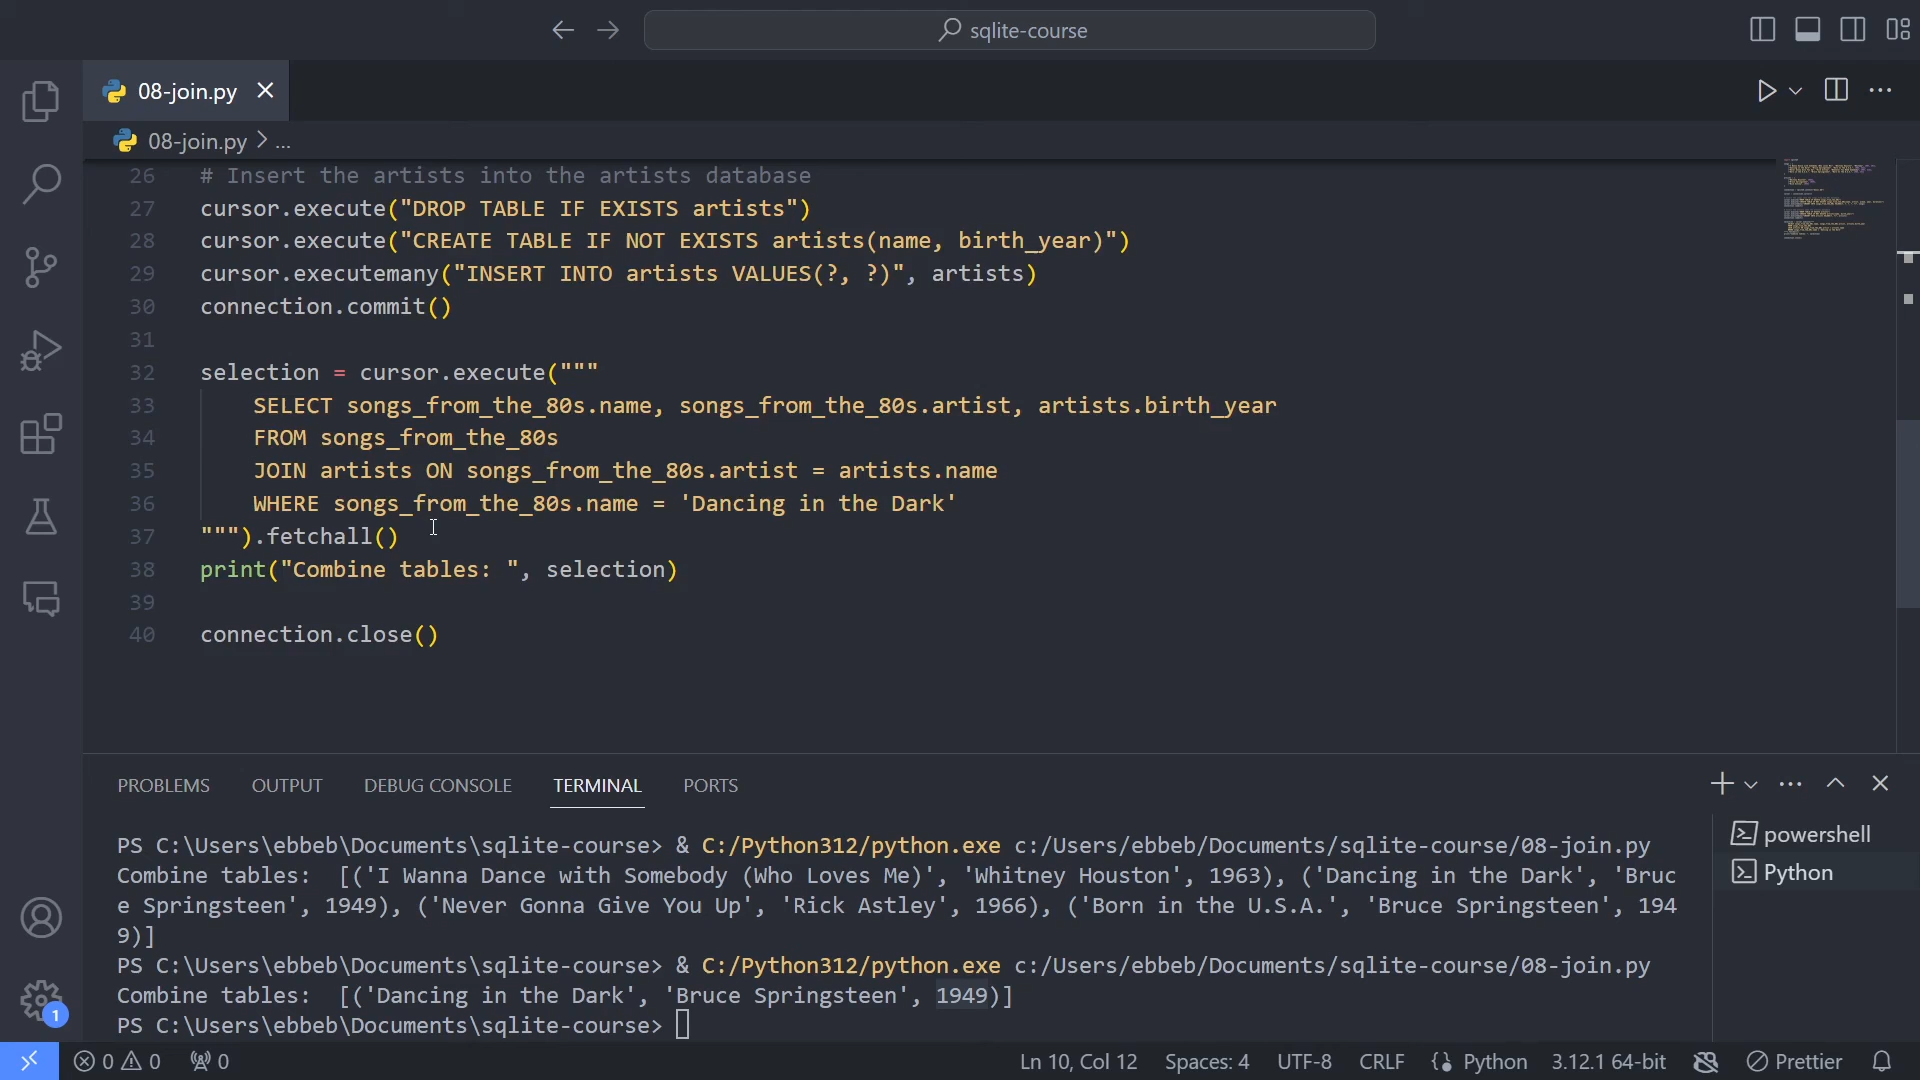 sqlite-course
08-join.py
08-join.py > ...
26 # Insert the artists into the artists database
27 cursor.execute("DROP TABLE IF EXISTS artists")
28 cursor.execute("CREATE TABLE IF NOT EXISTS artists(name, birth_year)")
29 cursor.executemany("INSERT INTO artists VALUES(?, ?)", artists)
30 connection.commit()
31
32 selection = cursor.execute("""
33     SELECT songs_from_the_80s.name, songs_from_the_80s.artist, artists.birth_year
34     FROM songs_from_the_80s
35     JOIN artists ON songs_from_the_80s.artist = artists.name
36     WHERE songs_from_the_80s.name = 'Dancing in the Dark'
37 """).fetchall()
38 print("Combine tables: ", selection)
39
40 connection.close()
PROBLEMS OUTPUT DEBUG CONSOLE TERMINAL PORTS
PS C:\Users\ebbeb\Documents\sqlite-course> & C:/Python312/python.exe c:/Users/ebbeb/Documents/sqlite-course/08-join.py
Combine tables:  [('I Wanna Dance with Somebody (Who Loves Me)', 'Whitney Houston', 1963), ('Dancing in the Dark', 'Bruc
e Springsteen', 1949), ('Never Gonna Give You Up', 'Rick Astley', 1966), ('Born in the U.S.A.', 'Bruce Springsteen', 194
9)]
PS C:\Users\ebbeb\Documents\sqlite-course> & C:/Python312/python.exe c:/Users/ebbeb/Documents/sqlite-course/08-join.py
Combine tables:  [('Dancing in the Dark', 'Bruce Springsteen', 1949)]
PS C:\Users\ebbeb\Documents\sqlite-course>
powershell
Python
1
0 0 0 Ln 10, Col 12 Spaces: 4 UTF-8 CRLF Python 3.12.1 64-bit Prettier